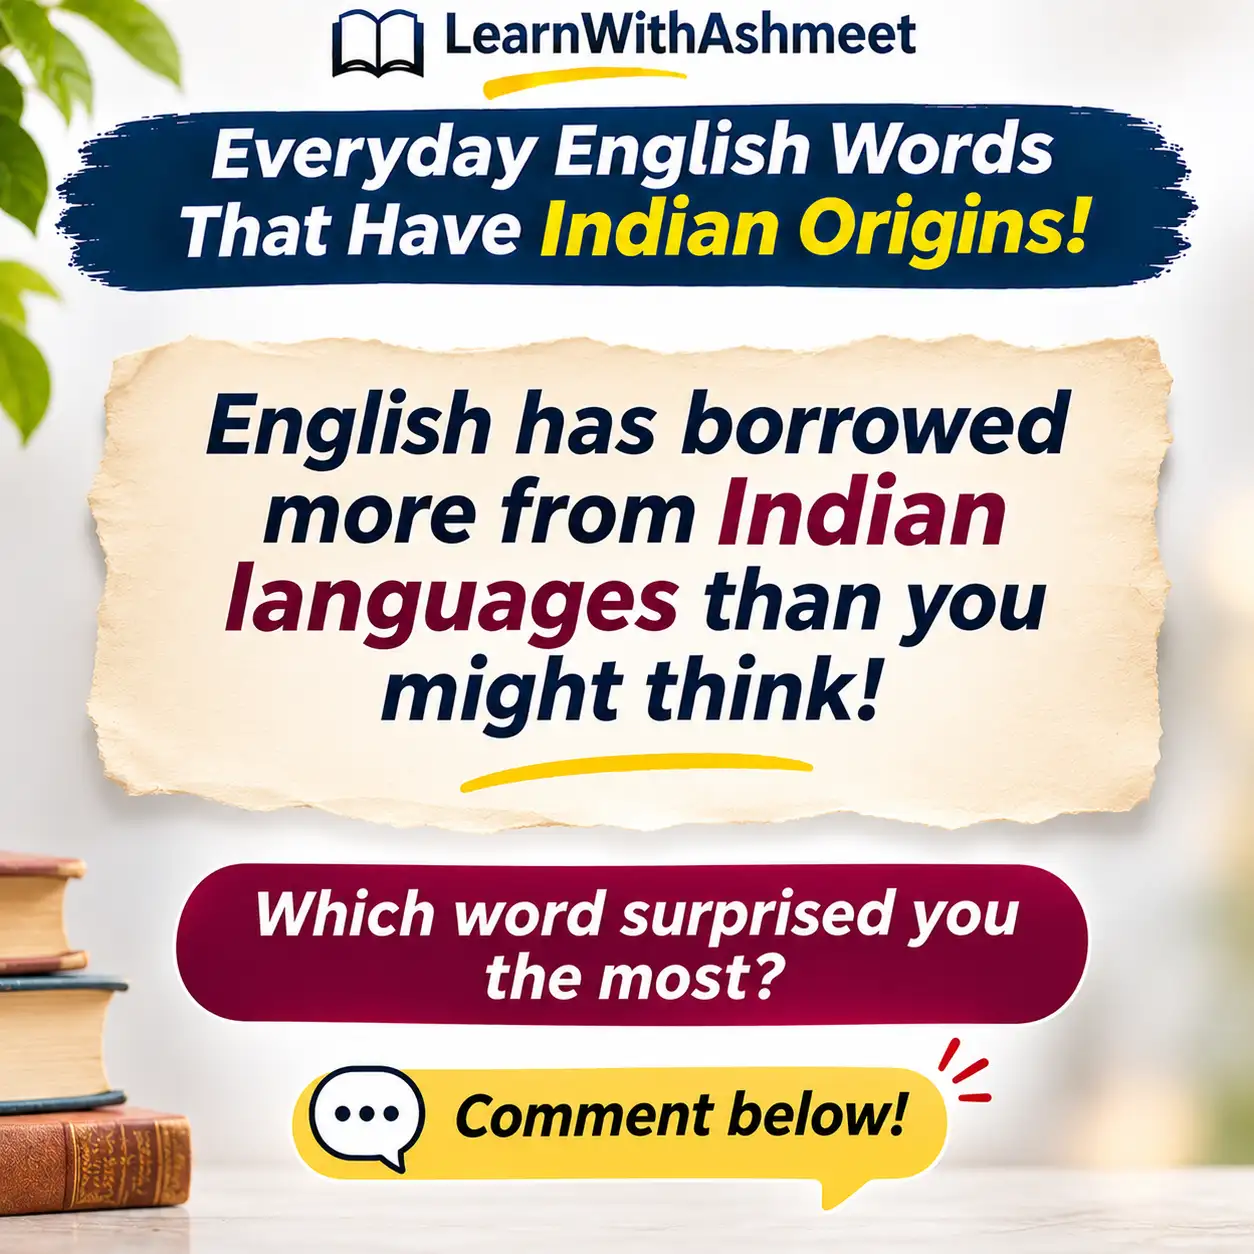 LearnWithAshmeet
Everyday English Words
That Have Indian Origins!
English has borrowed
more from Indian
languages than you
might think!
Which word surprised you
the most?
Comment below!